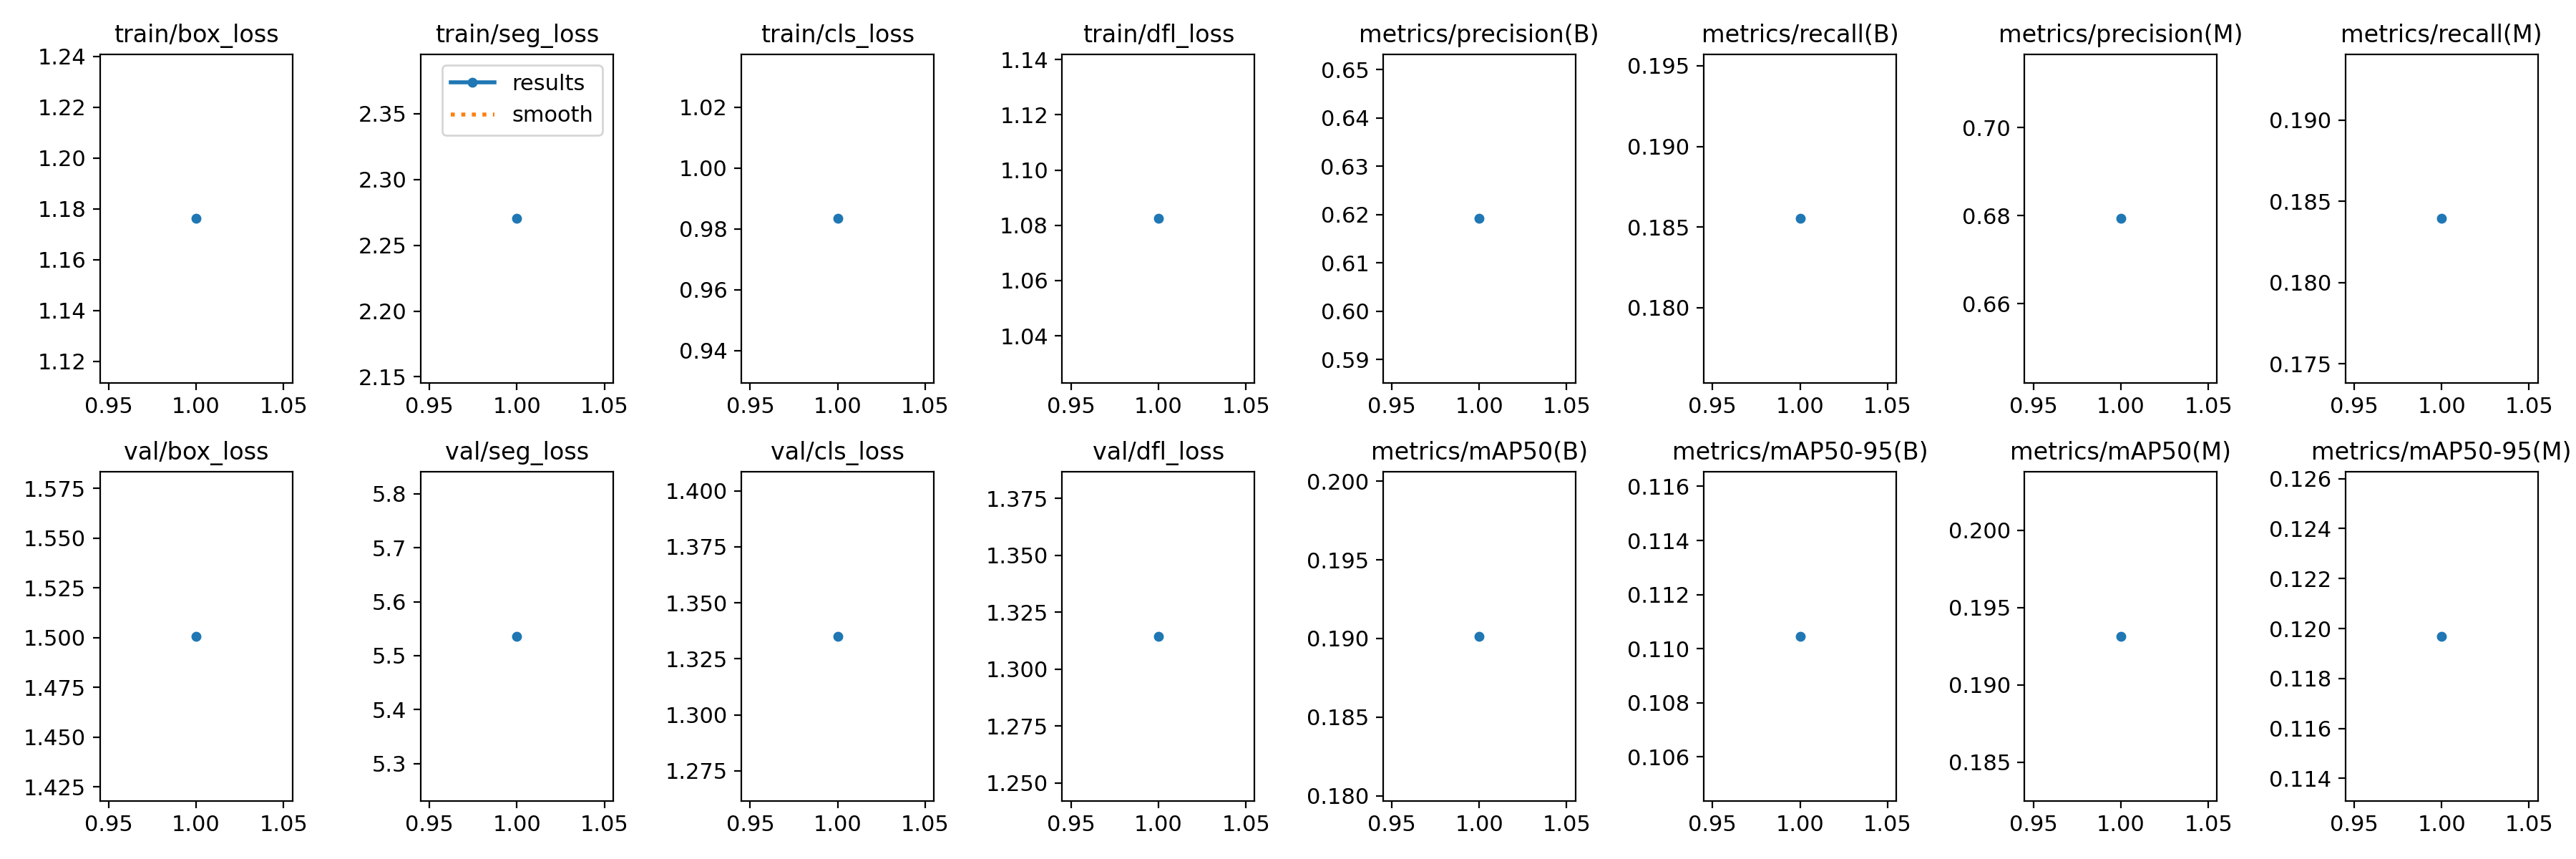 train/box_loss
1.24
1.22
1.20
1.18
1.16
1.14
1.12
0.95 1.00 1.05
train/seg_loss
results
smooth
2.35
2.30
2.25
2.20
2.15
0.95 1.00 1.05
train/cls_loss
1.02
1.00
0.98
0.96
0.94
0.95 1.00 1.05
train/dfl_loss
1.14
1.12
1.10
1.08
1.06
1.04
0.95 1.00 1.05
metrics/precision(B)
0.65
0.64
0.63
0.62
0.61
0.60
0.59
0.95 1.00 1.05
metrics/recall(B)
0.195
0.190
0.185
0.180
0.95 1.00 1.05
metrics/precision(M)
0.70
0.68
0.66
0.95 1.00 1.05
metrics/recall(M)
0.190
0.185
0.180
0.175
0.95 1.00 1.05
val/box_loss
1.575
1.550
1.525
1.500
1.475
1.450
1.425
0.95 1.00 1.05
val/seg_loss
5.8
5.7
5.6
5.5
5.4
5.3
0.95 1.00 1.05
val/cls_loss
1.400
1.375
1.350
1.325
1.300
1.275
0.95 1.00 1.05
val/dfl_loss
1.375
1.350
1.325
1.300
1.275
1.250
0.95 1.00 1.05
metrics/mAP50(B)
0.200
0.195
0.190
0.185
0.180
0.95 1.00 1.05
metrics/mAP50-95(B)
0.116
0.114
0.112
0.110
0.108
0.106
0.95 1.00 1.05
metrics/mAP50(M)
0.200
0.195
0.190
0.185
0.95 1.00 1.05
metrics/mAP50-95(M)
0.126
0.124
0.122
0.120
0.118
0.116
0.114
0.95 1.00 1.05